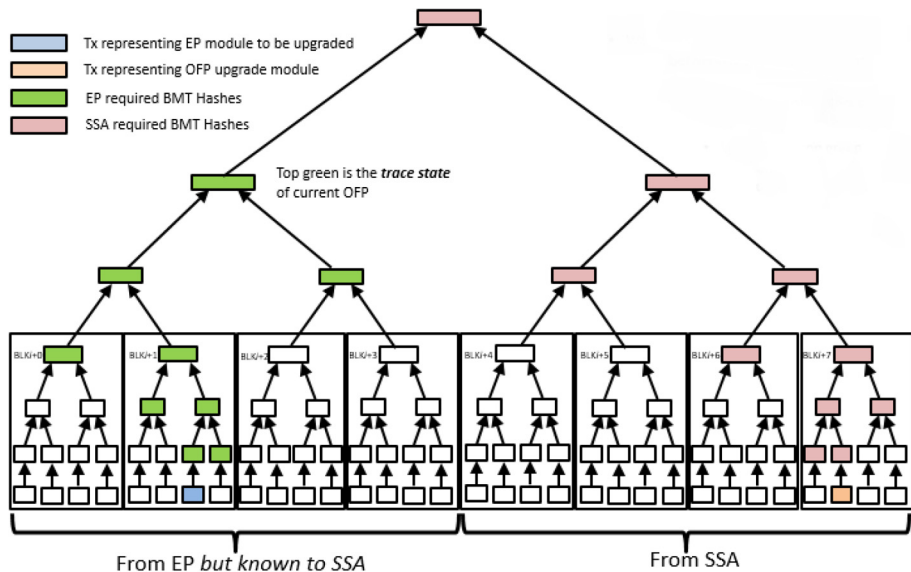 Tx representing EP module to be upgraded
Tx representing OFP upgrade module
EP required BMT Hashes
SSA required BMT Hashes
Top green is the trace state
of current OFP
BLKi+0
BLKi+1
BLKi+2
BLKi+3
BLKi+4
BLKi+5
BLKi+6
BLKi+7
From EP but known to SSA
From SSA